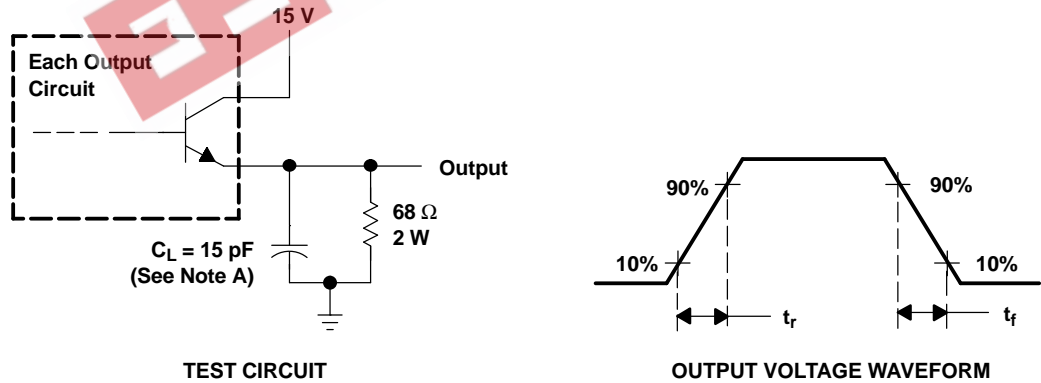 15 V
Each Output
Circuit
Output
68 Ω
2 W
C_L = 15 pF
(See Note A)
TEST CIRCUIT
90%
90%
10%
10%
t_r
t_f
OUTPUT VOLTAGE WAVEFORM